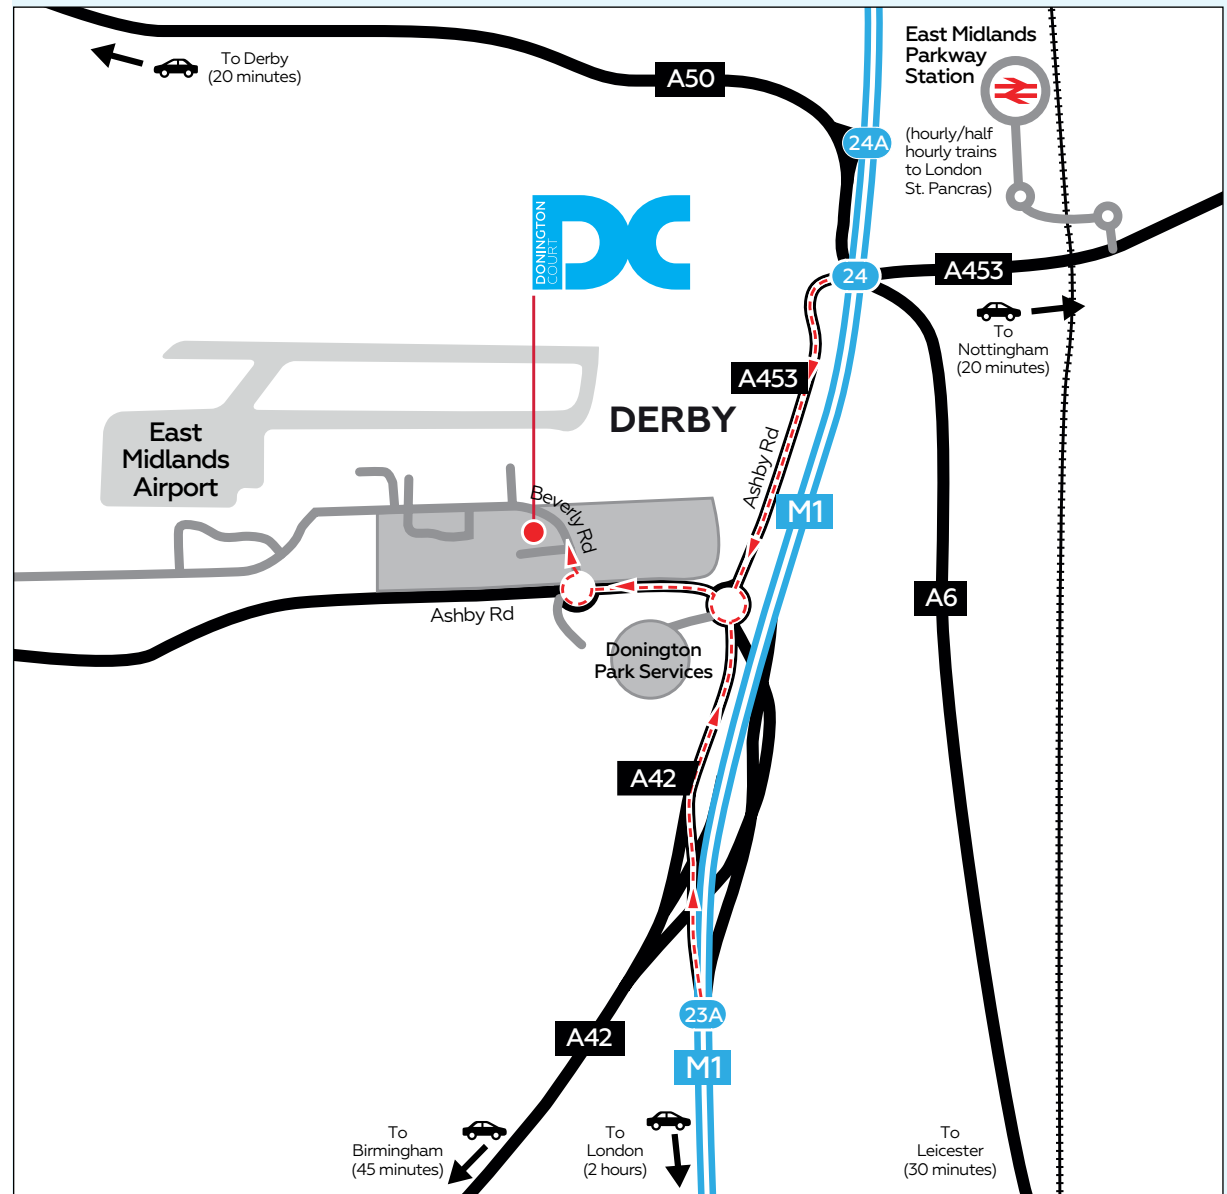 To Derby
(20 minutes)
A50
East Midlands
Parkway
Station
24A
(hourly/half
hourly trains
to London
St. Pancras)
DONINGTON
COURT
DC
24
A453
To
Nottingham
(20 minutes)
A453
DERBY
East
Midlands
Airport
Ashby Rd
Beverly Rd
M1
A6
Ashby Rd
Donington
Park Services
A42
23A
A42
M1
To
Birmingham
(45 minutes)
To
London
(2 hours)
To
Leicester
(30 minutes)